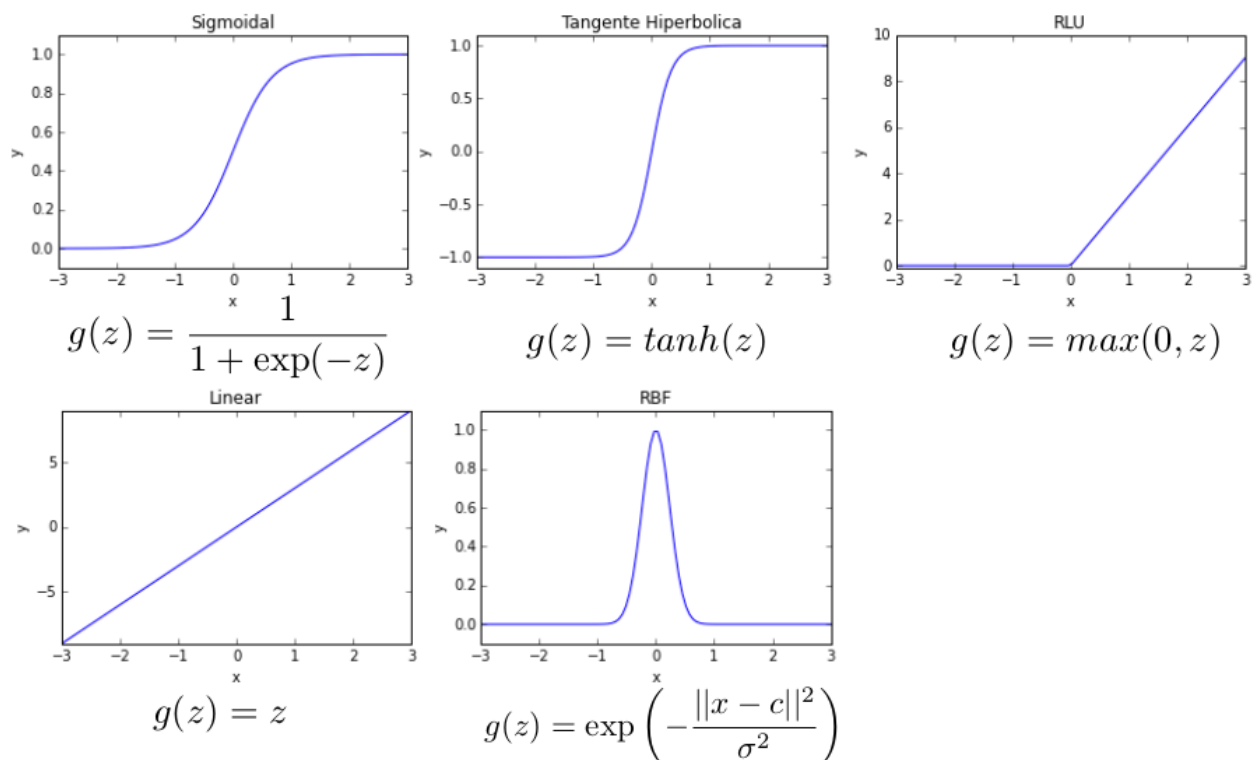 Sigmoidal
1.0
0.8
0.6
0.4
0.2
0.0
y
−3 −2 −1 0 1 2 3
x
g(z) = 1 / (1 + exp(−z))
Tangente Hiperbolica
1.0
0.5
0.0
−0.5
−1.0
y
−3 −2 −1 0 1 2 3
x
g(z) = tanh(z)
RLU
10
8
6
4
2
0
y
−3 −2 −1 0 1 2 3
x
g(z) = max(0, z)
Linear
5
0
−5
y
−3 −2 −1 0 1 2 3
x
g(z) = z
RBF
1.0
0.8
0.6
0.4
0.2
0.0
y
−3 −2 −1 0 1 2 3
x
g(z) = exp(−||x − c||² / σ²)